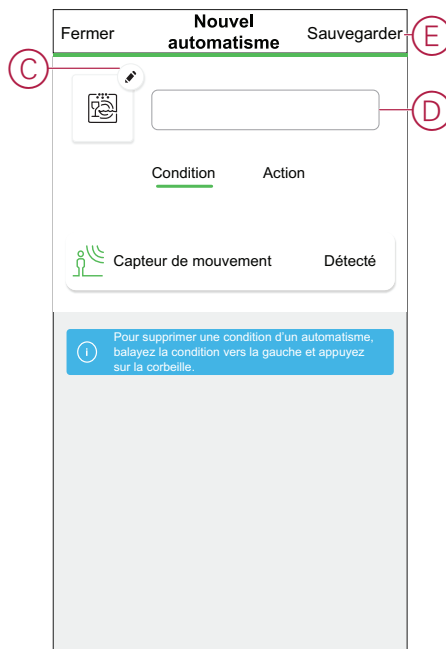 Fermer
Nouvel
automatisme
Sauvegarder
E
C
D
Condition
Action
Capteur de mouvement
Détecté
Pour supprimer une condition d'un automatisme,
balayez la condition vers la gauche et appuyez
sur la corbeille.